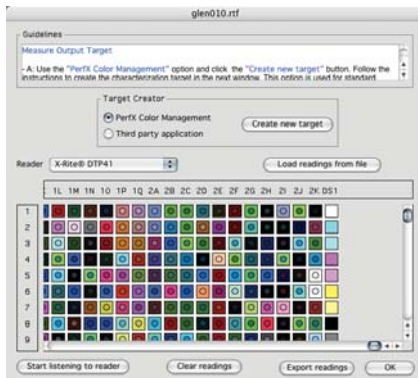 glen010.rtf
Guidelines
Measure Output Target
- A: Use the "PerfX Color Management" option and click the "Create new target" button. Follow the
instructions to create the characterization target in the next window. This option is used for standard
Target Creator
PerfX Color Management
Third party application
Create new target
Reader X-Rite® DTP41
Load readings from file
1L 1M 1N 1O 1P 1Q 2A 2B 2C 2D 2E 2F 2G 2H 2I 2J 2K DS1
1
2
3
4
5
6
7
8
9
Start listening to reader Clear readings Export readings OK